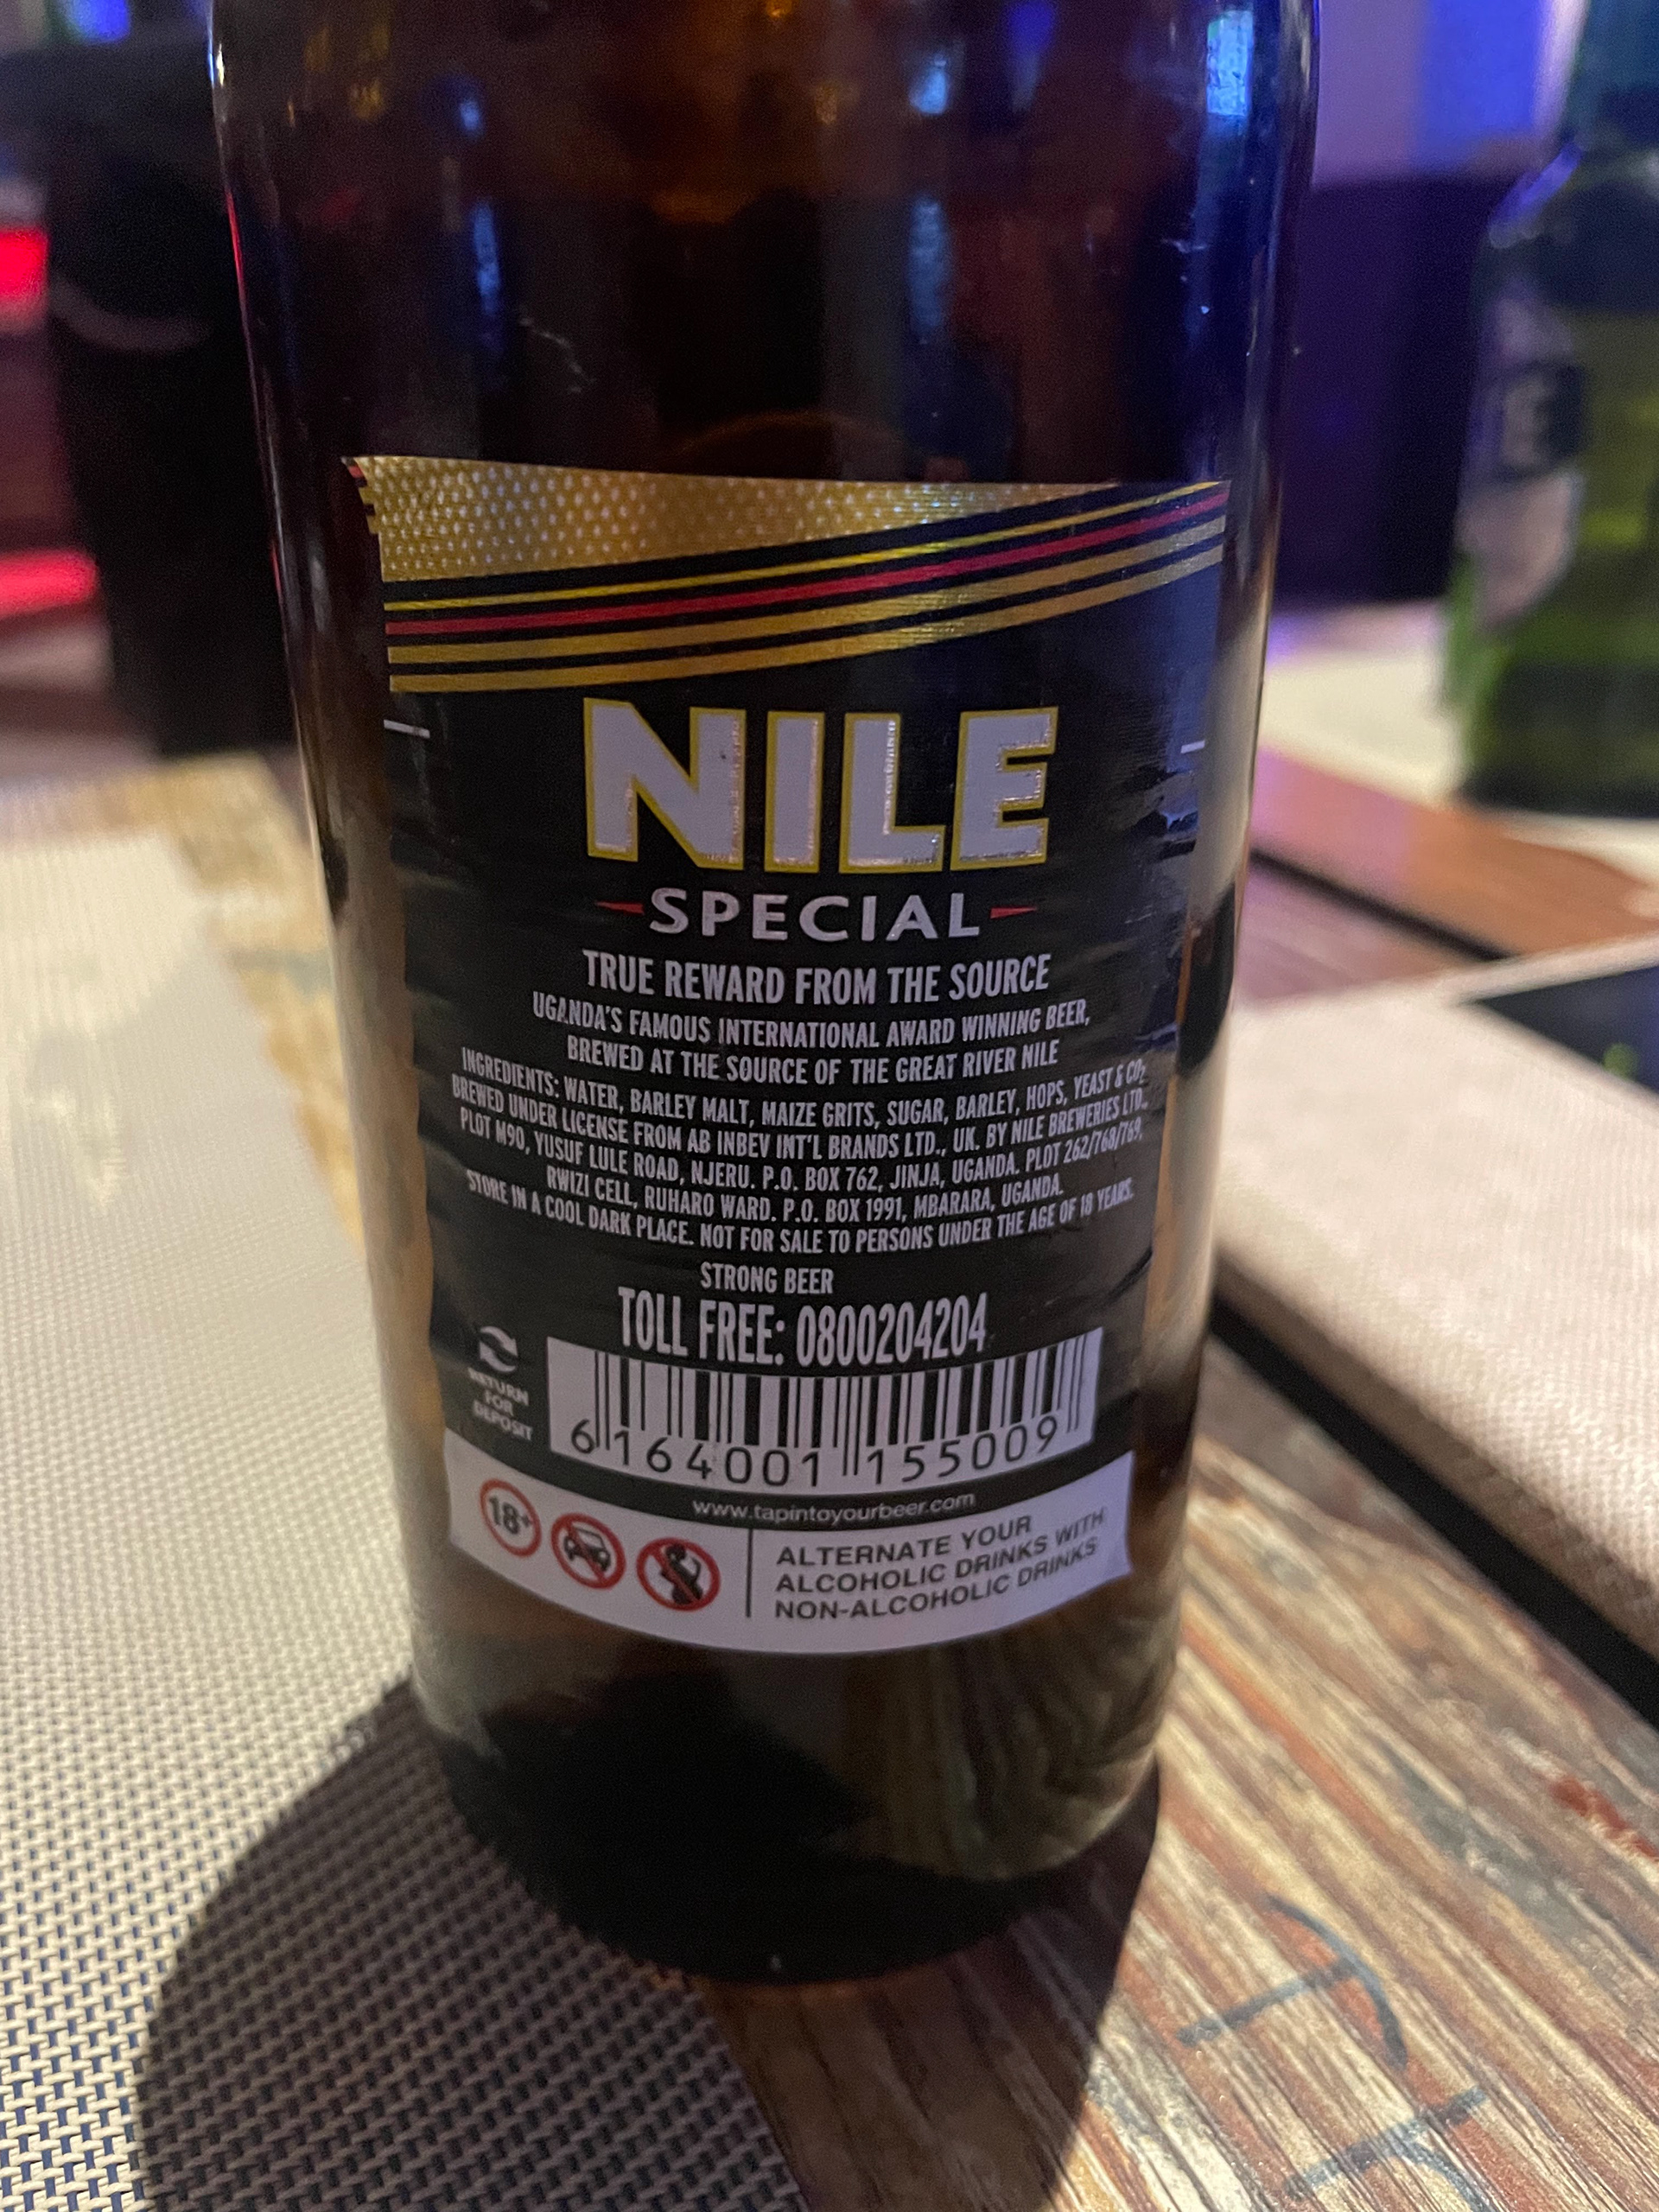 NILE
SPECIAL
TRUE REWARD FROM THE SOURCE
UGANDA'S FAMOUS INTERNATIONAL AWARD WINNING BEER,
BREWED AT THE SOURCE OF THE GREAT RIVER NILE
INGREDIENTS: WATER, BARLEY MALT, MAIZE GRITS, SUGAR, BARLEY, HOPS, YEAST & CO₂
BREWED UNDER LICENSE FROM AB INBEV INT'L BRANDS LTD., UK. BY NILE BREWERIES LTD.,
PLOT M90, YUSUF LULE ROAD, NJERU. P.O. BOX 762, JINJA, UGANDA. PLOT 262/768/769,
RWIZI CELL, RUHARO WARD. P.O. BOX 1991, MBARARA, UGANDA.
STORE IN A COOL DARK PLACE. NOT FOR SALE TO PERSONS UNDER THE AGE OF 18 YEARS.
STRONG BEER
TOLL FREE: 0800204204
RETURN
FOR
DEPOSIT
6 164001 155009
www.tapintoyourbeer.com
18+
ALTERNATE YOUR
ALCOHOLIC DRINKS WITH
NON-ALCOHOLIC DRINKS